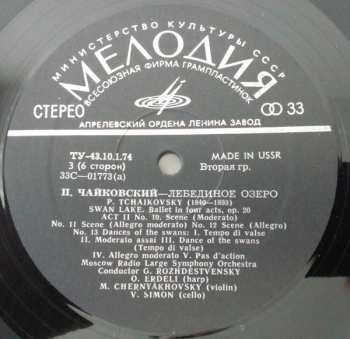 МИНИСТЕРСТВО КУЛЬТУРЫ СССР
МЕЛОДИЯ
ВСЕСОЮЗНАЯ ФИРМА ГРАМПЛАСТИНОК
СТЕРЕО 33
АПРЕЛЕВСКИЙ ОРДЕНА ЛЕНИНА ЗАВОД
ТУ-43.10.1.74 MADE IN USSR
3 (6 сторон) Вторая гр.
33С—01773(а)
П. ЧАЙКОВСКИЙ—ЛЕБЕДИНОЕ ОЗЕРО
P. TCHAIKOVSKY (1840—1893)
SWAN LAKE. Ballet in four acts, op. 20
ACT II No. 10. Scene (Moderato)
No. 11 Scene (Allegro moderato) No. 12 Scene (Allegro)
No. 13 Dances of the swans: I. Tempo di valse
II. Moderato assai III. Dance of the swans
(Tempo di valse)
IV. Allegro moderato V. Pas d'action
Moscow Radio Large Symphony Orchestra
Conductor G. ROZHDESTVENSKY
O. ERDELI (harp)
M. CHERNYAKHOVSKY (violin)
V. SIMON (cello)